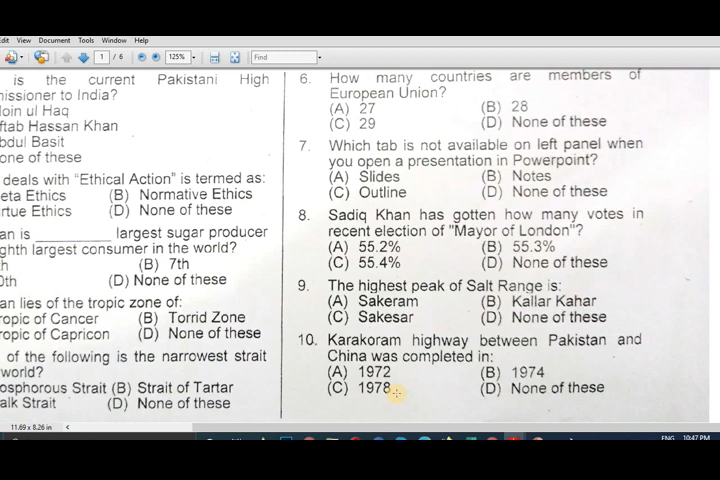 Edit View Document Tools Window Help
1 / 6 125% Find
is the current Pakistani High
missioner to India?
Moin ul Haq
ftab Hassan Khan
bdul Basit
one of these
deals with "Ethical Action" is termed as:
eta Ethics (B) Normative Ethics
irtue Ethics (D) None of these
an is ________ largest sugar producer
ghth largest consumer in the world?
th (B) 7th
0th (D) None of these
an lies of the tropic zone of:
ropic of Cancer (B) Torrid Zone
ropic of Capricon (D) None of these
of the following is the narrowest strait
world?
osphorous Strait (B) Strait of Tartar
alk Strait (D) None of these
6. How many countries are members of
European Union?
(A) 27 (B) 28
(C) 29 (D) None of these
7. Which tab is not available on left panel when
you open a presentation in Powerpoint?
(A) Slides (B) Notes
(C) Outline (D) None of these
8. Sadiq Khan has gotten how many votes in
recent election of "Mayor of London"?
(A) 55.2% (B) 55.3%
(C) 55.4% (D) None of these
9. The highest peak of Salt Range is:
(A) Sakeram (B) Kallar Kahar
(C) Sakesar (D) None of these
10. Karakoram highway between Pakistan and
China was completed in:
(A) 1972 (B) 1974
(C) 1978 (D) None of these
11.69 x 8.26 in
ENG 10:47 PM